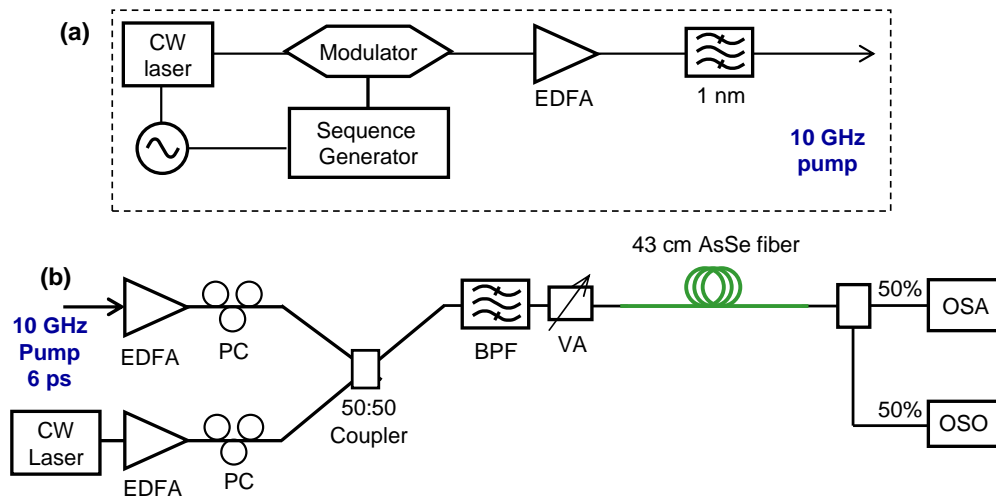 (a)
CW
laser
Modulator
Sequence
Generator
EDFA
1 nm
10 GHz
pump
(b)
10 GHz
Pump
6 ps
EDFA
PC
CW
Laser
EDFA
PC
50:50
Coupler
BPF
VA
43 cm AsSe fiber
50%
OSA
50%
OSO